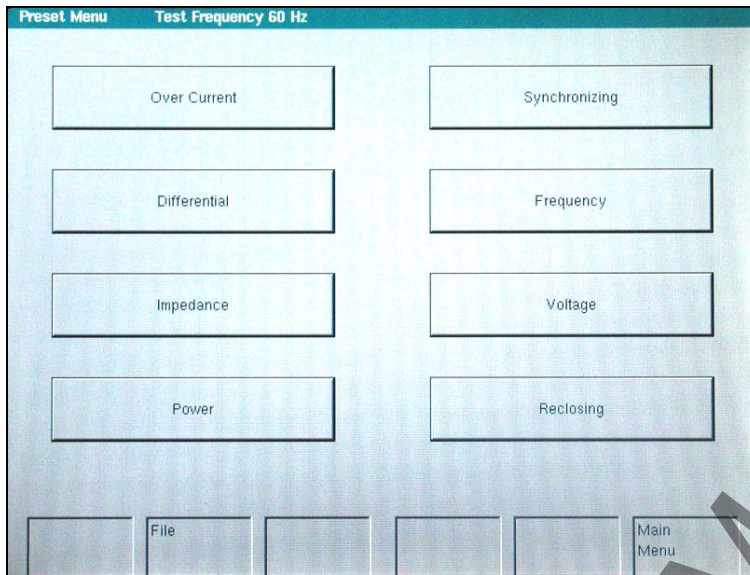 Preset Menu Test Frequency 60 Hz
Over Current Synchronizing
Differential Frequency
Impedance Voltage
Power Reclosing
File Main
Menu